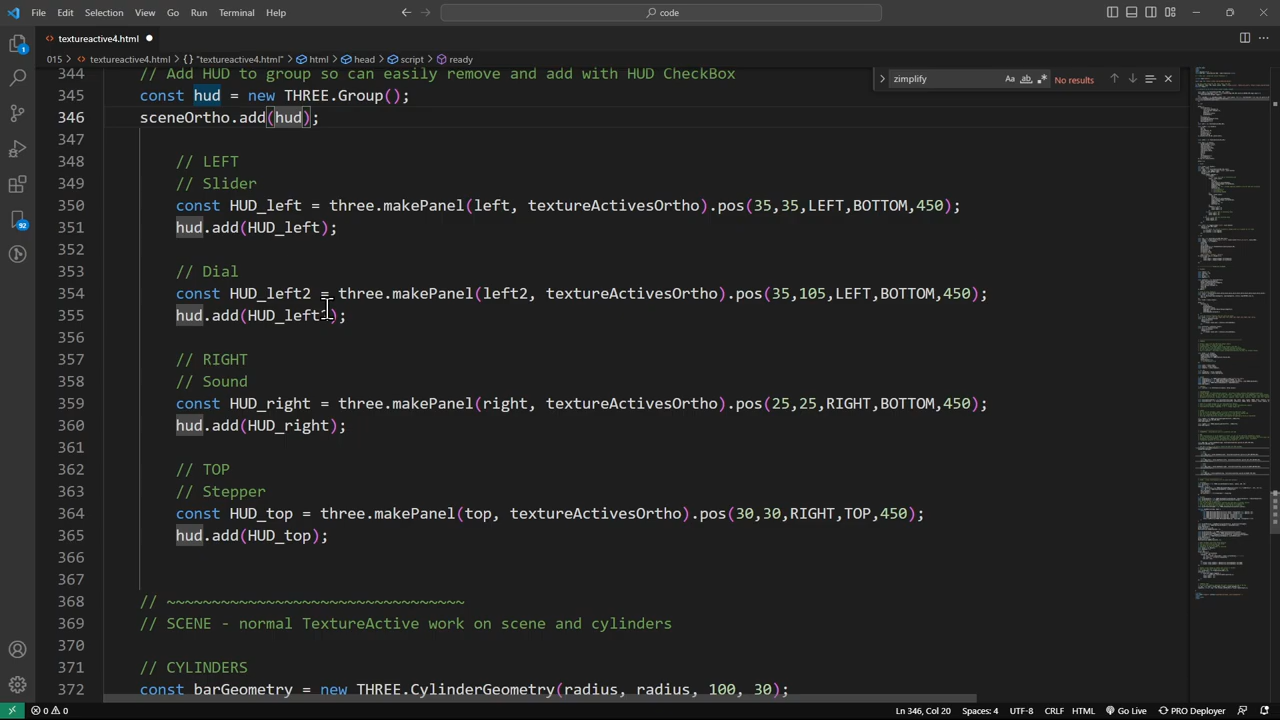 File Edit Selection View Go Run Terminal Help
code
textureactive4.html
015 > textureactive4.html > {} "textureactive4.html" > html > head > script > ready
zimplify Aa ab No results
344 // Add HUD to group so can easily remove and add with HUD CheckBox
345 const hud = new THREE.Group();
346 sceneOrtho.add(hud);
347
348 // LEFT
349 // Slider
350 const HUD_left = three.makePanel(left, textureActivesOrtho).pos(35,35,LEFT,BOTTOM,450);
351 hud.add(HUD_left);
352
353 // Dial
354 const HUD_left2 = three.makePanel(left2, textureActivesOrtho).pos(35,105,LEFT,BOTTOM,450);
355 hud.add(HUD_left2);
356
357 // RIGHT
358 // Sound
359 const HUD_right = three.makePanel(right, textureActivesOrtho).pos(25,25,RIGHT,BOTTOM,450);
360 hud.add(HUD_right);
361
362 // TOP
363 // Stepper
364 const HUD_top = three.makePanel(top, textureActivesOrtho).pos(30,30,RIGHT,TOP,450);
365 hud.add(HUD_top);
366
367
368 // ~~~~~~~~~~~~~~~~~~~~~~~~~~~~~~~~~
369 // SCENE - normal TextureActive work on scene and cylinders
370
371 // CYLINDERS
372 const barGeometry = new THREE.CylinderGeometry(radius, radius, 100, 30);
1
92
0 0 Ln 346, Col 20 Spaces: 4 UTF-8 CRLF HTML Go Live PRO Deployer